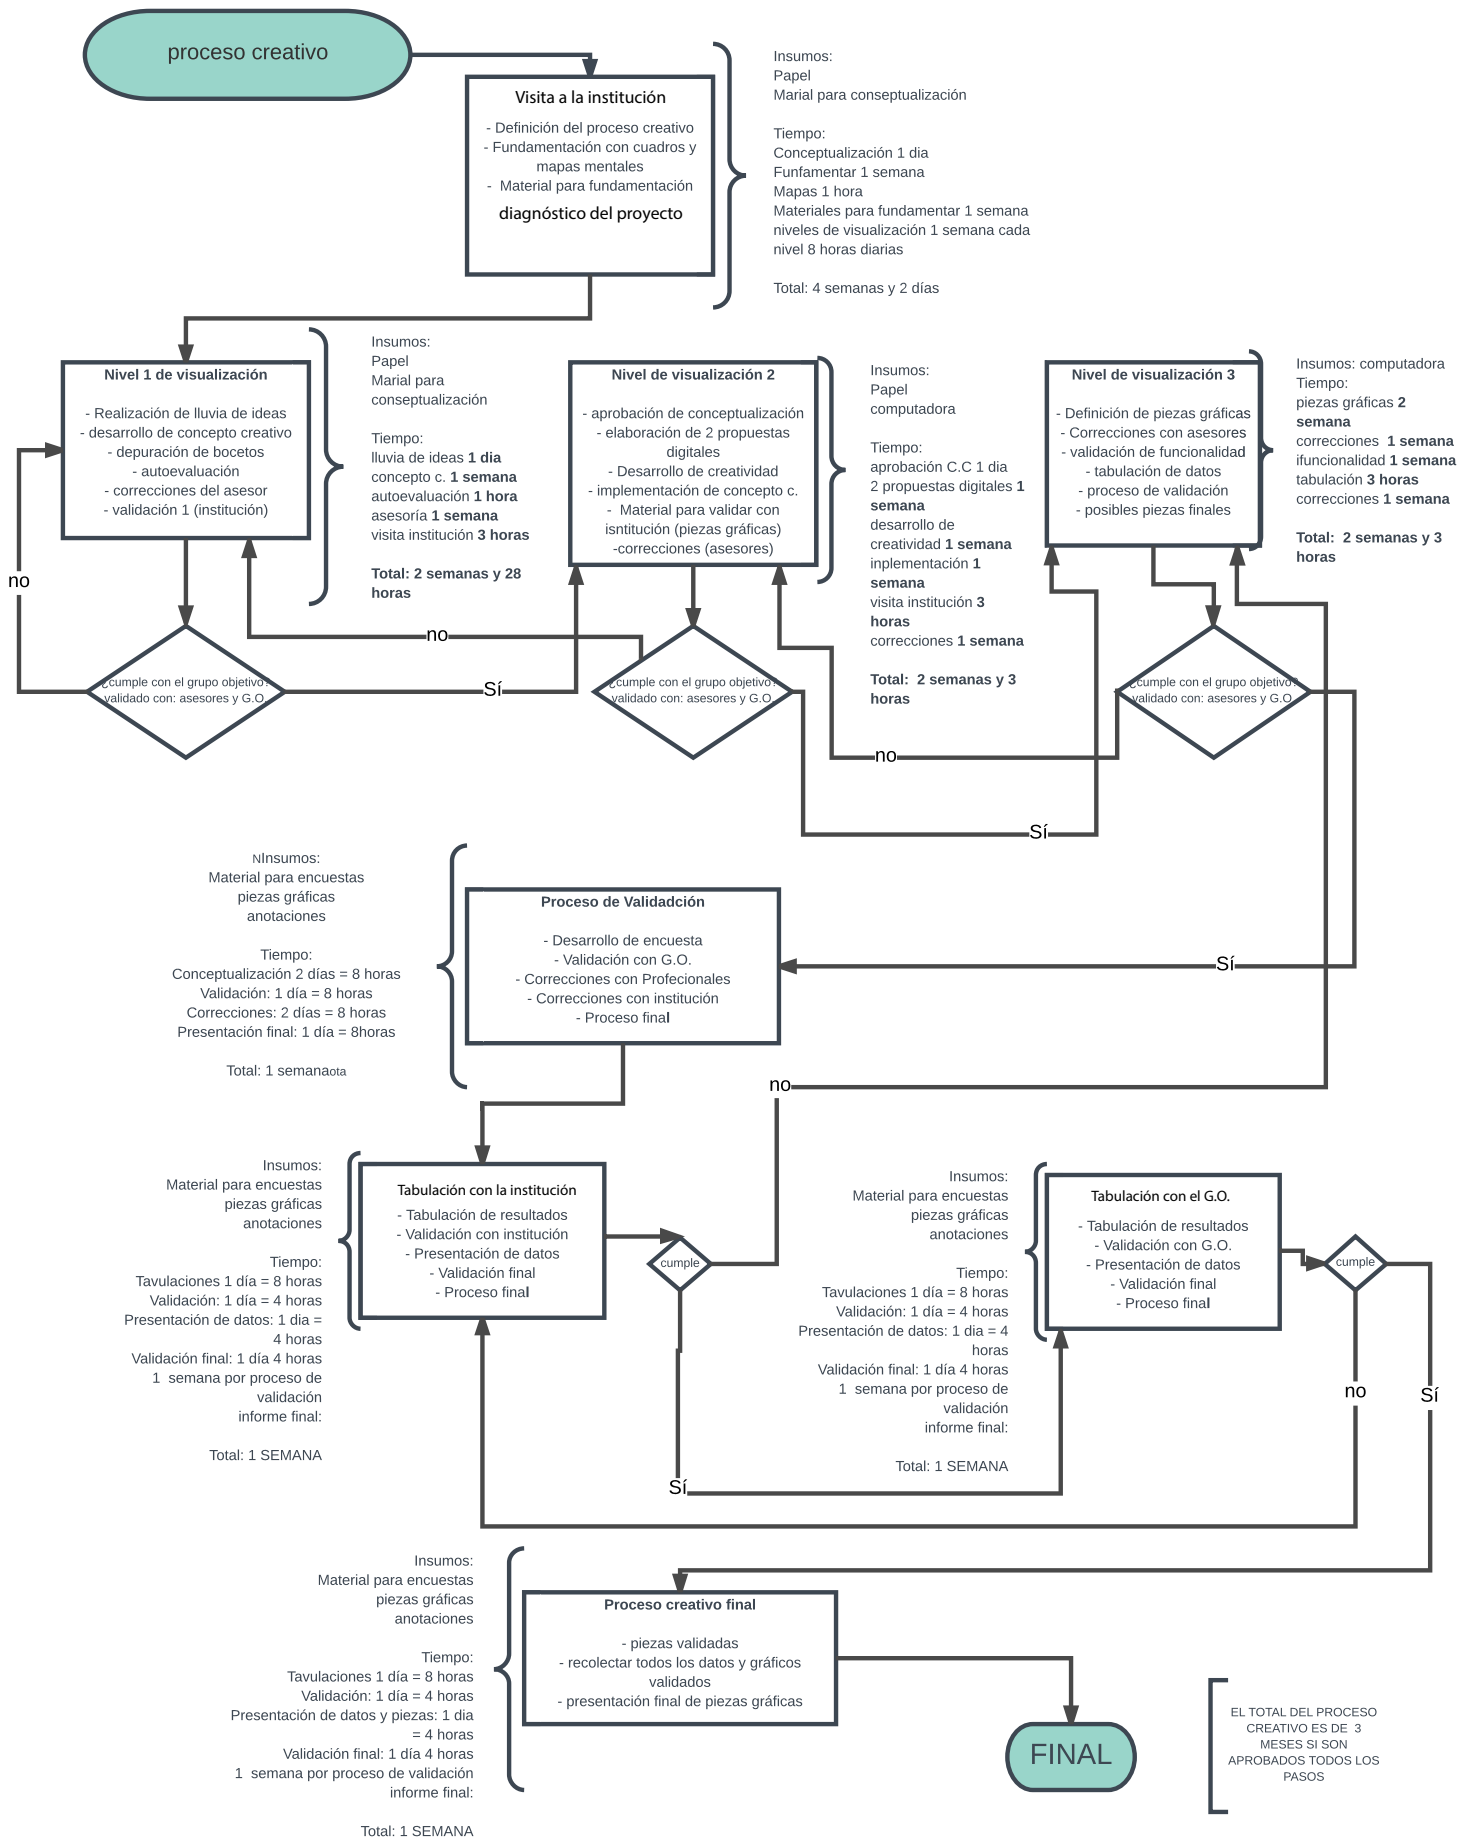 proceso creativo
Visita a la institución
- Definición del proceso creativo
- Fundamentación con cuadros y
mapas mentales
- Material para fundamentación
diagnóstico del proyecto
Insumos:
Papel
Marial para conseptualización
Tiempo:
Conceptualización 1 dia
Funfamentar 1 semana
Mapas 1 hora
Materiales para fundamentar 1 semana
niveles de visualización 1 semana cada
nivel 8 horas diarias
Total: 4 semanas y 2 días
Nivel 1 de visualización
- Realización de lluvia de ideas
- desarrollo de concepto creativo
- depuración de bocetos
- autoevaluación
- correcciones del asesor
- validación 1 (institución)
Insumos:
Papel
Marial para
conseptualización
Tiempo:
lluvia de ideas 1 dia
concepto c. 1 semana
autoevaluación 1 hora
asesoría 1 semana
visita institución 3 horas
Total: 2 semanas y 28
horas
Nivel de visualización 2
- aprobación de conceptualización
- elaboración de 2 propuestas
digitales
- Desarrollo de creatividad
- implementación de concepto c.
- Material para validar con
isntitución (piezas gráficas)
-correcciones (asesores)
Insumos:
Papel
computadora
Tiempo:
aprobación C.C 1 dia
2 propuestas digitales 1
semana
desarrollo de
creatividad 1 semana
inplementación 1
semana
visita institución 3
horas
correcciones 1 semana
Total: 2 semanas y 3
horas
Nivel de visualización 3
- Definición de piezas gráficas
- Correcciones con asesores
- validación de funcionalidad
- tabulación de datos
- proceso de validación
- posibles piezas finales
Insumos: computadora
Tiempo:
piezas gráficas 2
semana
correcciones 1 semana
ifuncionalidad 1 semana
tabulación 3 horas
correcciones 1 semana
Total: 2 semanas y 3
horas
no
¿cumple con el grupo objetivo?
validado con: asesores y G.O.
no
Sí
¿cumple con el grupo objetivo?
validado con: asesores y G.O.
no
Sí
¿cumple con el grupo objetivo?
validado con: asesores y G.O.
Sí
NInsumos:
Material para encuestas
piezas gráficas
anotaciones
Tiempo:
Conceptualización 2 días = 8 horas
Validación: 1 día = 8 horas
Correcciones: 2 días = 8 horas
Presentación final: 1 día = 8horas
Total: 1 semanaota
Proceso de Validadción
- Desarrollo de encuesta
- Validación con G.O.
- Correcciones con Profecionales
- Correcciones con institución
- Proceso final
no
Insumos:
Material para encuestas
piezas gráficas
anotaciones
Tiempo:
Tavulaciones 1 día = 8 horas
Validación: 1 día = 4 horas
Presentación de datos: 1 dia =
4 horas
Validación final: 1 día 4 horas
1 semana por proceso de
validación
informe final:
Total: 1 SEMANA
Tabulación con la institución
- Tabulación de resultados
- Validación con institución
- Presentación de datos
- Validación final
- Proceso final
cumple
Sí
Insumos:
Material para encuestas
piezas gráficas
anotaciones
Tiempo:
Tavulaciones 1 día = 8 horas
Validación: 1 día = 4 horas
Presentación de datos: 1 dia = 4
horas
Validación final: 1 día 4 horas
1 semana por proceso de
validación
informe final:
Total: 1 SEMANA
Tabulación con el G.O.
- Tabulación de resultados
- Validación con G.O.
- Presentación de datos
- Validación final
- Proceso final
cumple
no
Sí
Insumos:
Material para encuestas
piezas gráficas
anotaciones
Tiempo:
Tavulaciones 1 día = 8 horas
Validación: 1 día = 4 horas
Presentación de datos y piezas: 1 dia
= 4 horas
Validación final: 1 día 4 horas
1 semana por proceso de validación
informe final:
Total: 1 SEMANA
Proceso creativo final
- piezas validadas
- recolectar todos los datos y gráficos
validados
- presentación final de piezas gráficas
FINAL
EL TOTAL DEL PROCESO
CREATIVO ES DE 3
MESES SI SON
APROBADOS TODOS LOS
PASOS